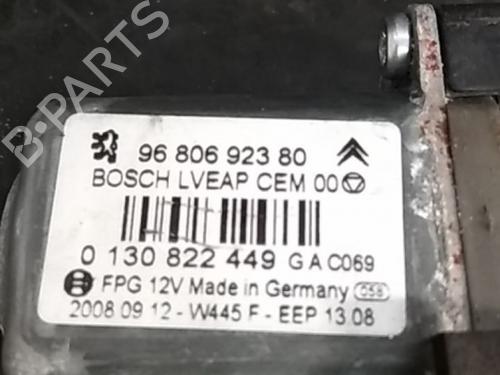 B-PARTS
96 806 923 80
BOSCH LVEAP CEM 00
0 130 822 449 G A C069
FPG 12V Made in Germany 058
2008 09 12 - W445 F - EEP 13 08